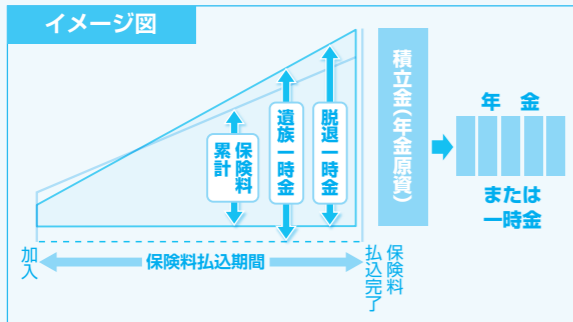 イメージ図
保険料
累計
遺族一時金
脱退一時金
積立金(年金原資)
年 金
または
一時金
加入
保険料払込期間
保険料
払込完了